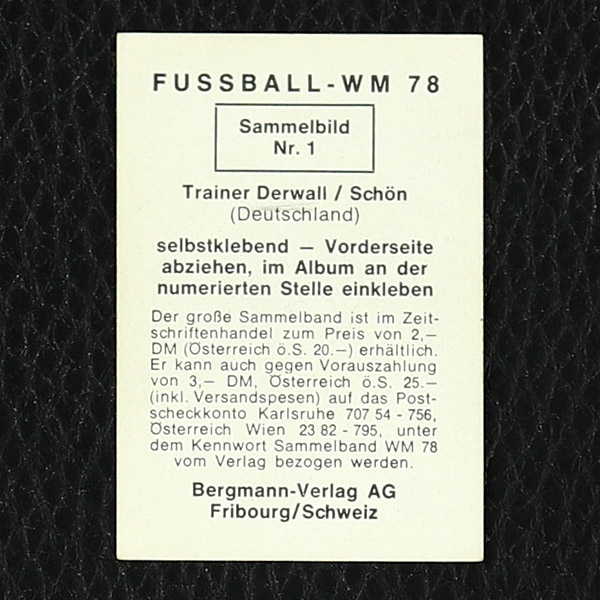 FUSSBALL-WM 78
Sammelbild
Nr. 1
Trainer Derwall / Schön
(Deutschland)
selbstklebend – Vorderseite
abziehen, im Album an der
numerierten Stelle einkleben
Der große Sammelband ist im Zeit-
schriftenhandel zum Preis von 2,–
DM (Österreich ö.S. 20.–) erhältlich.
Er kann auch gegen Vorauszahlung
von 3,– DM, Österreich ö.S. 25.–
(inkl. Versandspesen) auf das Post-
scheckkonto Karlsruhe 707 54 - 756,
Österreich Wien 23 82 - 795, unter
dem Kennwort Sammelband WM 78
vom Verlag bezogen werden.
Bergmann-Verlag AG
Fribourg/Schweiz